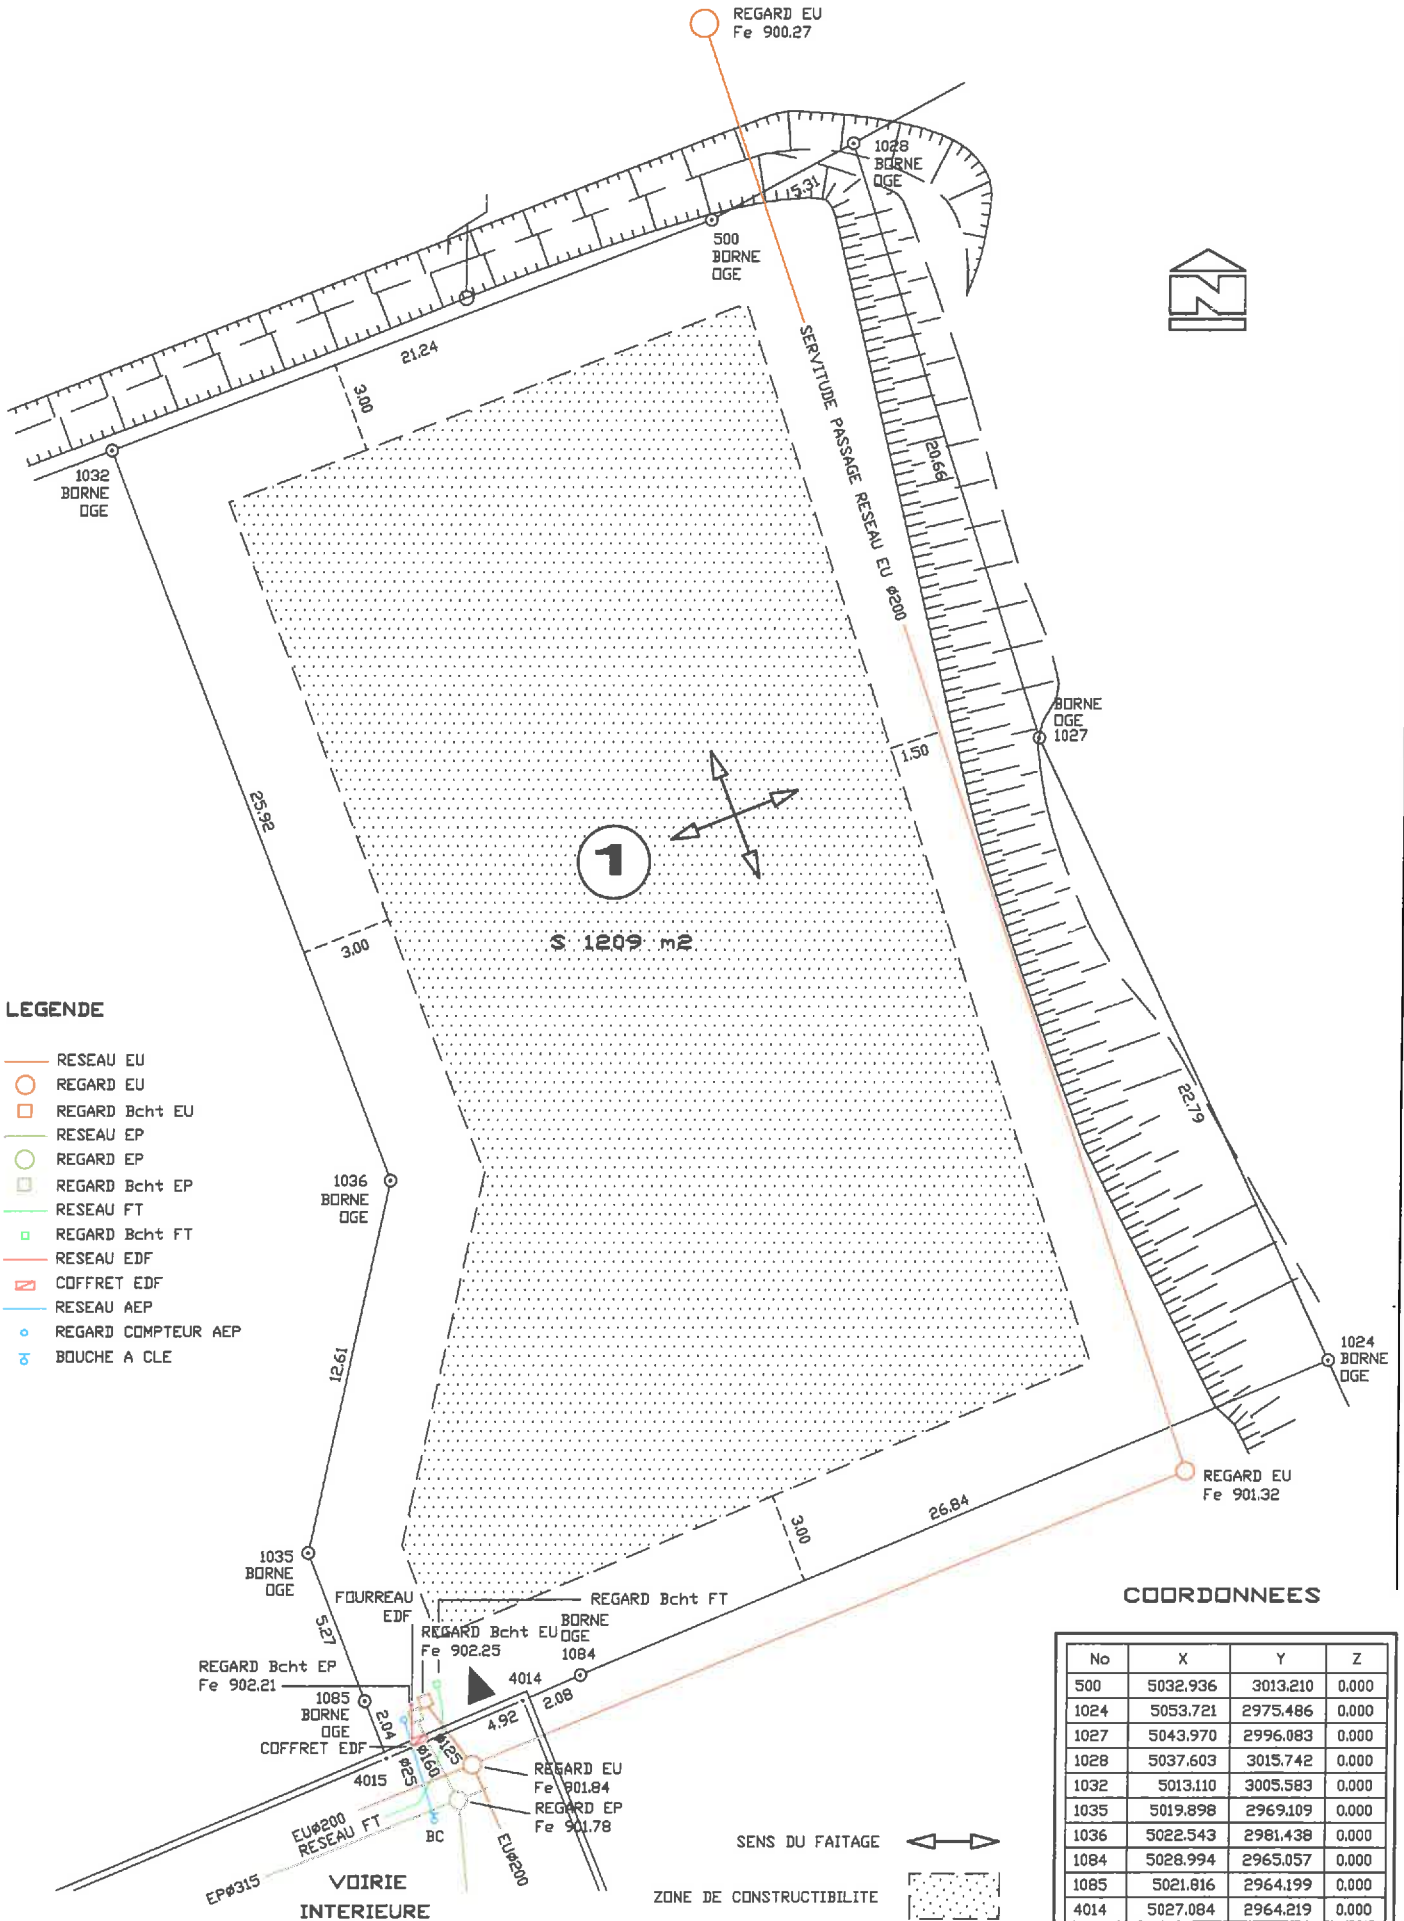 REGARD EU
Fe 900.27
1028
BORNE
OGE
5.31
500
BORNE
OGE
N
21.24
3.00
1032
BORNE
OGE
SERVITUDE PASSAGE RESEAU EU ø200
20.66
BORNE
OGE
1027
1.50
25.92
1
S 1209 m2
3.00
LEGENDE
RESEAU EU
REGARD EU
REGARD Bcht EU
RESEAU EP
REGARD EP
REGARD Bcht EP
RESEAU FT
REGARD Bcht FT
RESEAU EDF
COFFRET EDF
RESEAU AEP
REGARD COMPTEUR AEP
BOUCHE A CLE
22.79
1036
BORNE
OGE
12.61
1024
BORNE
OGE
REGARD EU
Fe 901.32
26.84
3.00
1035
BORNE
OGE
5.27
FOURREAU
EDF
REGARD Bcht FT
BORNE
OGE
1084
REGARD Bcht EU
Fe 902.25
REGARD Bcht EP
Fe 902.21
1085
BORNE
OGE
2.04
4014
2.08
4.92
COFFRET EDF
4015
ø25
ø160
ø125
REGARD EU
Fe 901.84
REGARD EP
Fe 901.78
EUø200
RESEAU FT
BC
EUø200
EPø315
VOIRIE
INTERIEURE
SENS DU FAITAGE
ZONE DE CONSTRUCTIBILITE
COORDONNEES
No X Y Z
500 5032.936 3013.210 0.000
1024 5053.721 2975.486 0.000
1027 5043.970 2996.083 0.000
1028 5037.603 3015.742 0.000
1032 5013.110 3005.583 0.000
1035 5019.898 2969.109 0.000
1036 5022.543 2981.438 0.000
1084 5028.994 2965.057 0.000
1085 5021.816 2964.199 0.000
4014 5027.084 2964.219 0.000